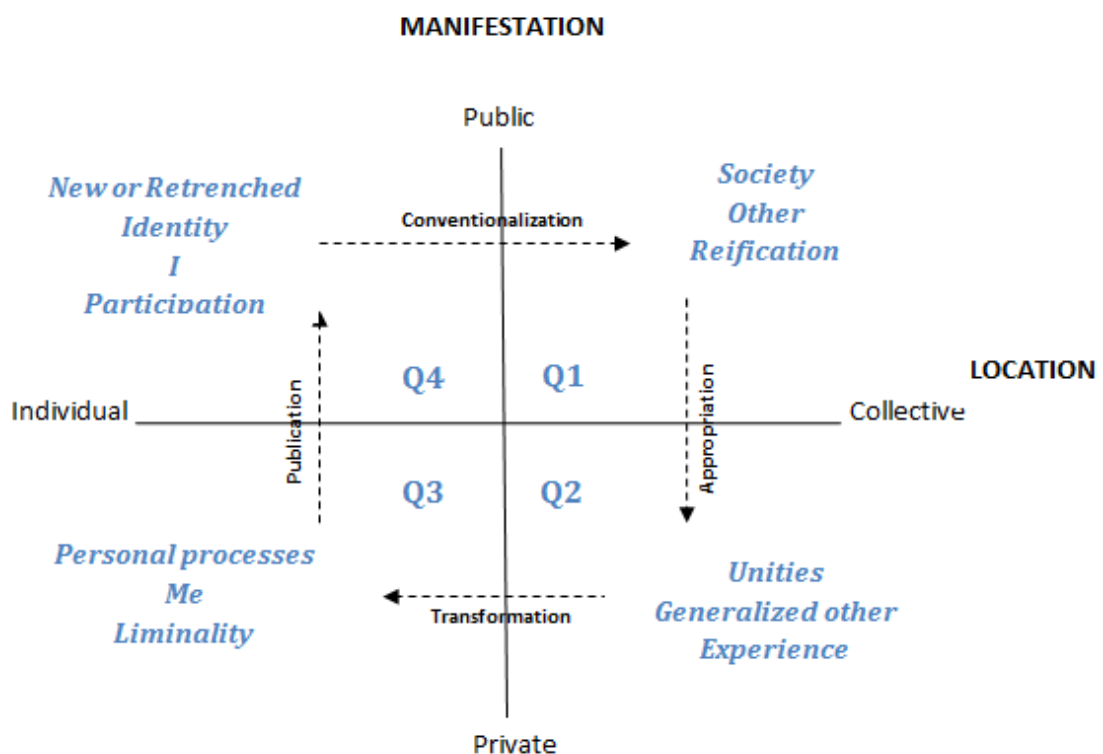 MANIFESTATION
Public
New or Retrenched
Identity
I
Participation
Conventionalization
Society
Other
Reification
Q4
Q1
LOCATION
Individual
Collective
Publication
Appropriation
Q3
Q2
Personal processes
Me
Liminality
Transformation
Unities
Generalized other
Experience
Private